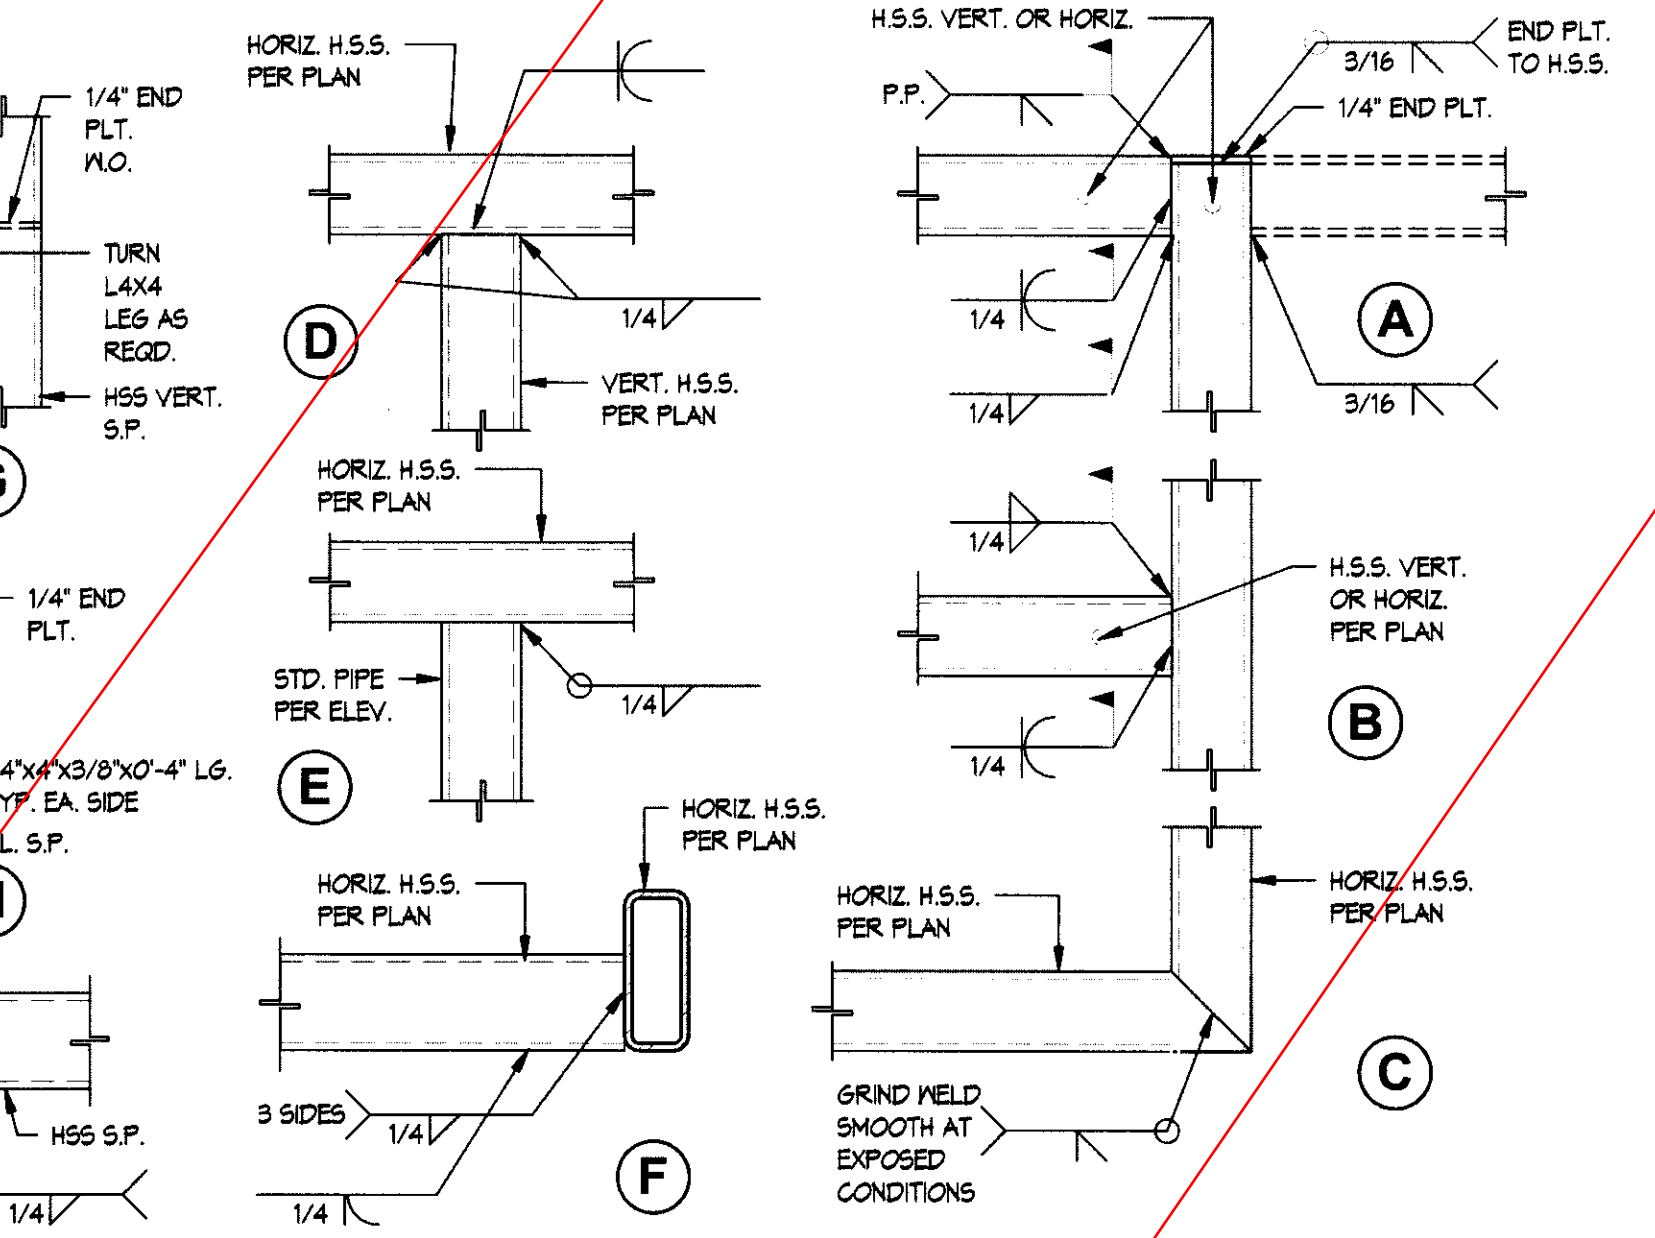 1/4" END
PLT.
W.O.
TURN
L4X4
LEG AS
REQD.
HSS VERT.
S.P.
1/4" END
PLT.
4"x4"x3/8"x0'-4" LG.
YP. EA. SIDE
L. S.P.
HSS S.P.
1/4
HORIZ. H.S.S.
PER PLAN
1/4
D
VERT. H.S.S.
PER PLAN
HORIZ. H.S.S.
PER PLAN
STD. PIPE
PER ELEV.
1/4
E
HORIZ. H.S.S.
PER PLAN
HORIZ. H.S.S.
PER PLAN
3 SIDES
1/4
1/4
F
H.S.S. VERT. OR HORIZ.
P.P.
3/16
END PLT.
TO H.S.S.
1/4" END PLT.
1/4
1/4
A
3/16
1/4
H.S.S. VERT.
OR HORIZ.
PER PLAN
1/4
B
HORIZ. H.S.S.
PER PLAN
HORIZ. H.S.S.
PER PLAN
GRIND WELD
SMOOTH AT
EXPOSED
CONDITIONS
C